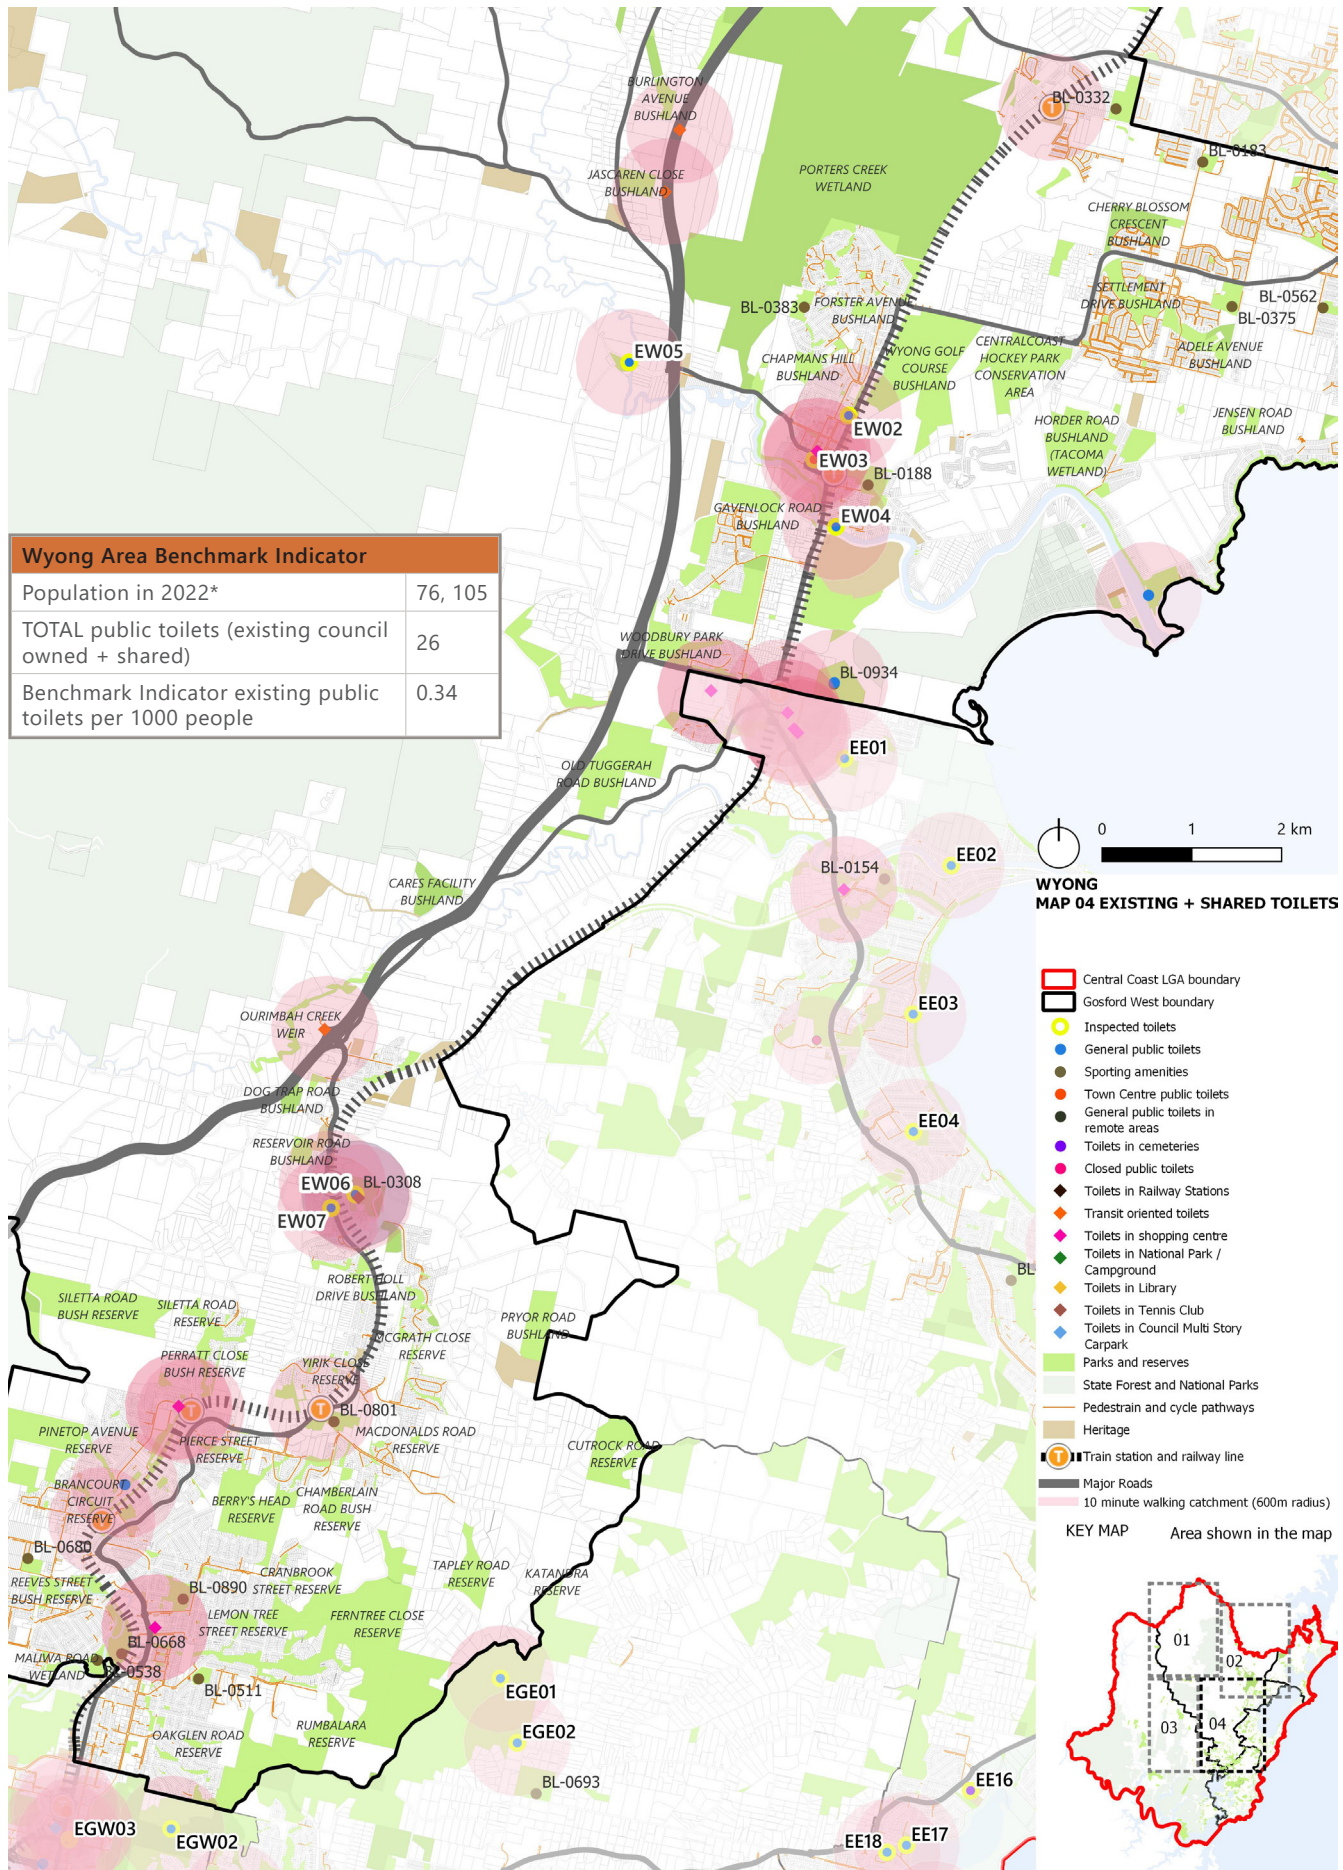 BURLINGTON
AVENUE
BUSHLAND
BL-0332
BL-0183
JASCAREN CLOSE
BUSHLAND
PORTERS CREEK
WETLAND
CHERRY BLOSSOM
CRESCENT
BUSHLAND
SETTLEMENT
DRIVE BUSHLAND
BL-0562
BL-0375
BL-0383
FORSTER AVENUE
BUSHLAND
ADELE AVENUE
BUSHLAND
EW05
CHAPMANS HILL
BUSHLAND
WYONG GOLF
COURSE
BUSHLAND
CENTRALCOAST
HOCKEY PARK
CONSERVATION
AREA
EW02
HORDER ROAD
BUSHLAND
(TACOMA
WETLAND)
JENSEN ROAD
BUSHLAND
EW03
BL-0188
GAVENLOCK ROAD
BUSHLAND
EW04
Wyong Area Benchmark Indicator
Population in 2022* 76, 105
TOTAL public toilets (existing council
owned + shared) 26
Benchmark Indicator existing public
toilets per 1000 people 0.34
WOODBURY PARK
DRIVE BUSHLAND
BL-0934
EE01
OLD TUGGERAH
ROAD BUSHLAND
BL-0154
EE02
CARES FACILITY
BUSHLAND
EE03
OURIMBAH CREEK
WEIR
DOG TRAP ROAD
BUSHLAND
EE04
RESERVOIR ROAD
BUSHLAND
EW06
BL-0308
EW07
BL
ROBERT HOLL
DRIVE BUSHLAND
SILETTA ROAD
BUSH RESERVE
SILETTA ROAD
RESERVE
PRYOR ROAD
BUSHLAND
MCGRATH CLOSE
RESERVE
PERRATT CLOSE
BUSH RESERVE
YIRIK CLOSE
RESERVE
T
T
BL-0801
PINETOP AVENUE
RESERVE
PIERCE STREET
RESERVE
MACDONALDS ROAD
RESERVE
CUTROCK ROAD
RESERVE
BRANCOURT
CIRCUIT
RESERVE
BERRY'S HEAD
RESERVE
CHAMBERLAIN
ROAD BUSH
RESERVE
BL-0680
REEVES STREET
BUSH RESERVE
BL-0890
CRANBROOK
STREET RESERVE
TAPLEY ROAD
RESERVE
KATANDRA
RESERVE
LEMON TREE
STREET RESERVE
FERNTREE CLOSE
RESERVE
BL-0668
MALIWA ROAD
WETLAND
BL-0538
BL-0511
EGE01
RUMBALARA
RESERVE
OAKGLEN ROAD
RESERVE
EGE02
BL-0693
EE16
EGW03
EGW02
EE18
EE17
0 1 2 km
WYONG
MAP 04 EXISTING + SHARED TOILETS
Central Coast LGA boundary
Gosford West boundary
Inspected toilets
General public toilets
Sporting amenities
Town Centre public toilets
General public toilets in
remote areas
Toilets in cemeteries
Closed public toilets
Toilets in Railway Stations
Transit oriented toilets
Toilets in shopping centre
Toilets in National Park /
Campground
Toilets in Library
Toilets in Tennis Club
Toilets in Council Multi Story
Carpark
Parks and reserves
State Forest and National Parks
Pedestrain and cycle pathways
Heritage
T Train station and railway line
Major Roads
10 minute walking catchment (600m radius)
KEY MAP Area shown in the map
01
02
03
04